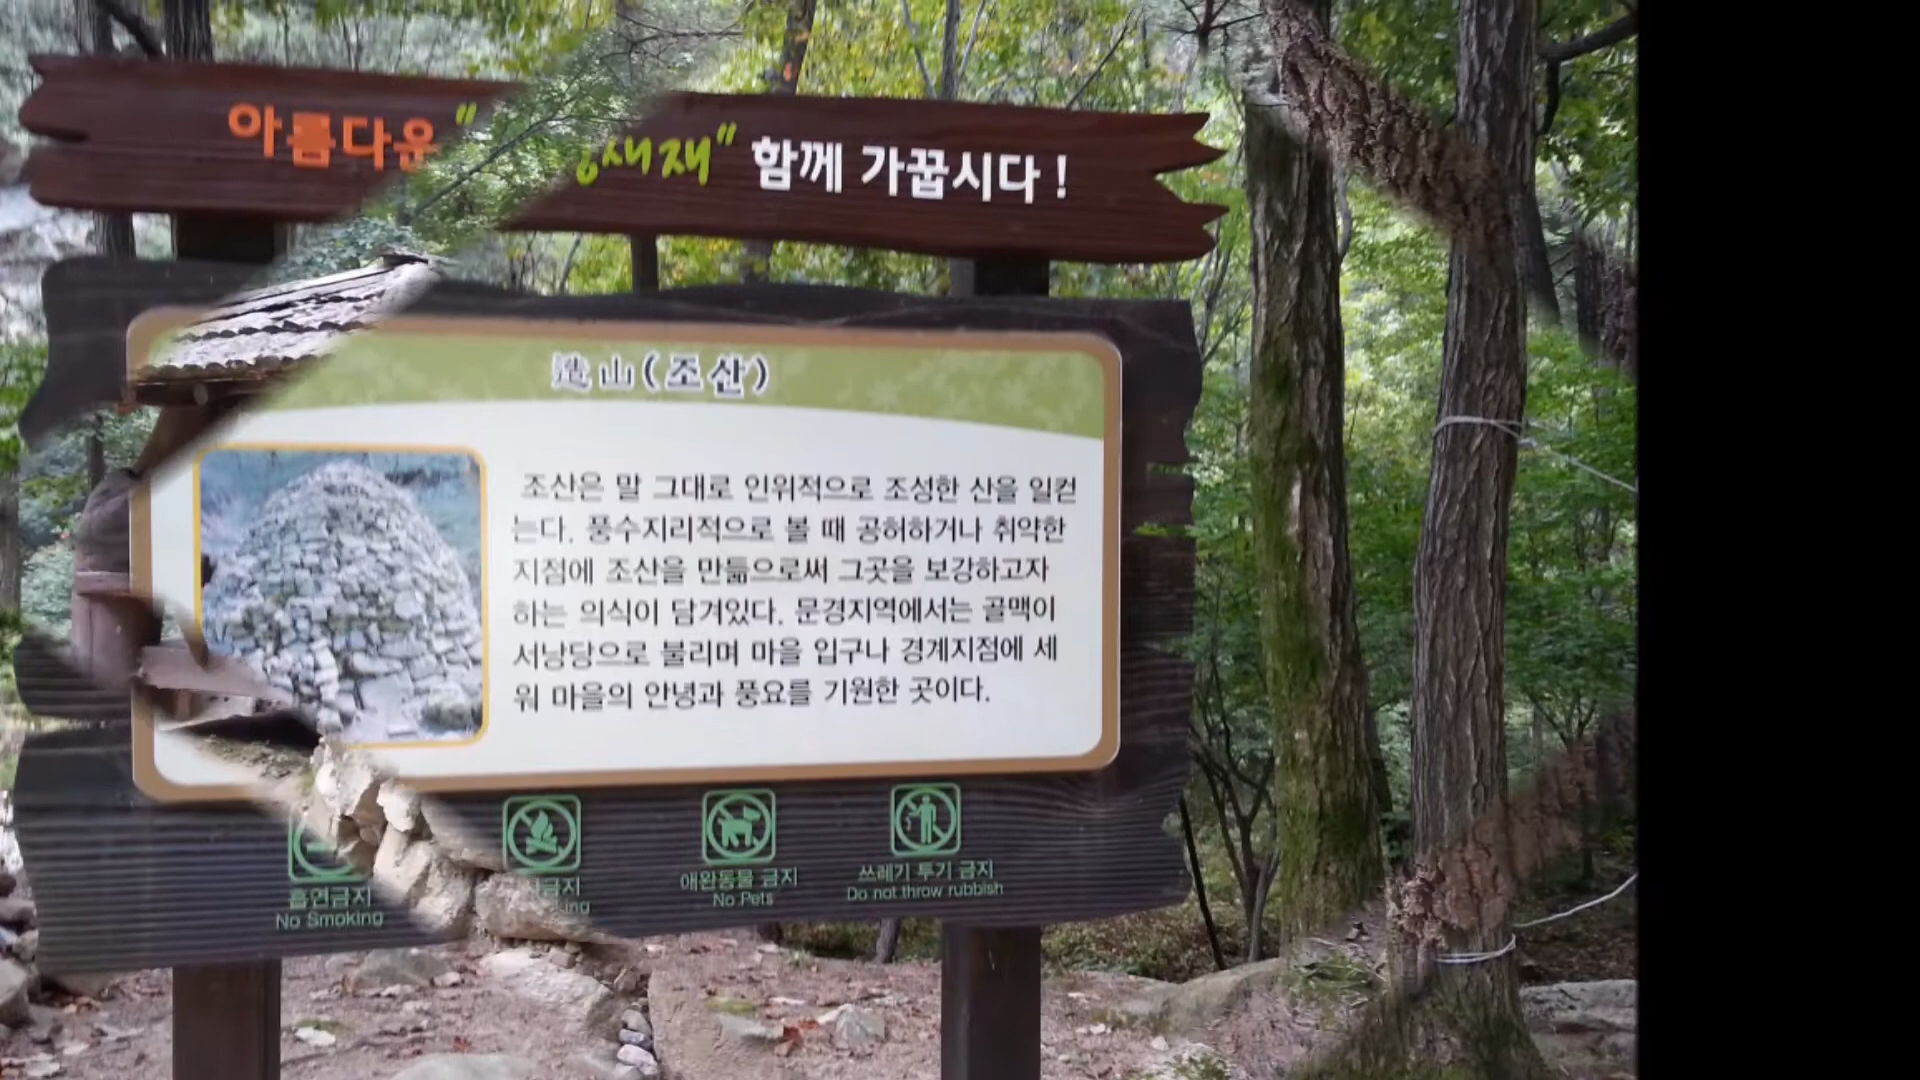 아름다운 " 새재" 함께 가꿉시다 !
造山(조산)
조산은 말 그대로 인위적으로 조성한 산을 일컫
는다. 풍수지리적으로 볼 때 공허하거나 취약한
지점에 조산을 만듦으로써 그곳을 보강하고자
하는 의식이 담겨있다. 문경지역에서는 골맥이
서낭당으로 불리며 마을 입구나 경계지점에 세
워 마을의 안녕과 풍요를 기원한 곳이다.
흡연금지
No Smoking
금지
애완동물 금지
No Pets
쓰레기 투기 금지
Do not throw rubbish